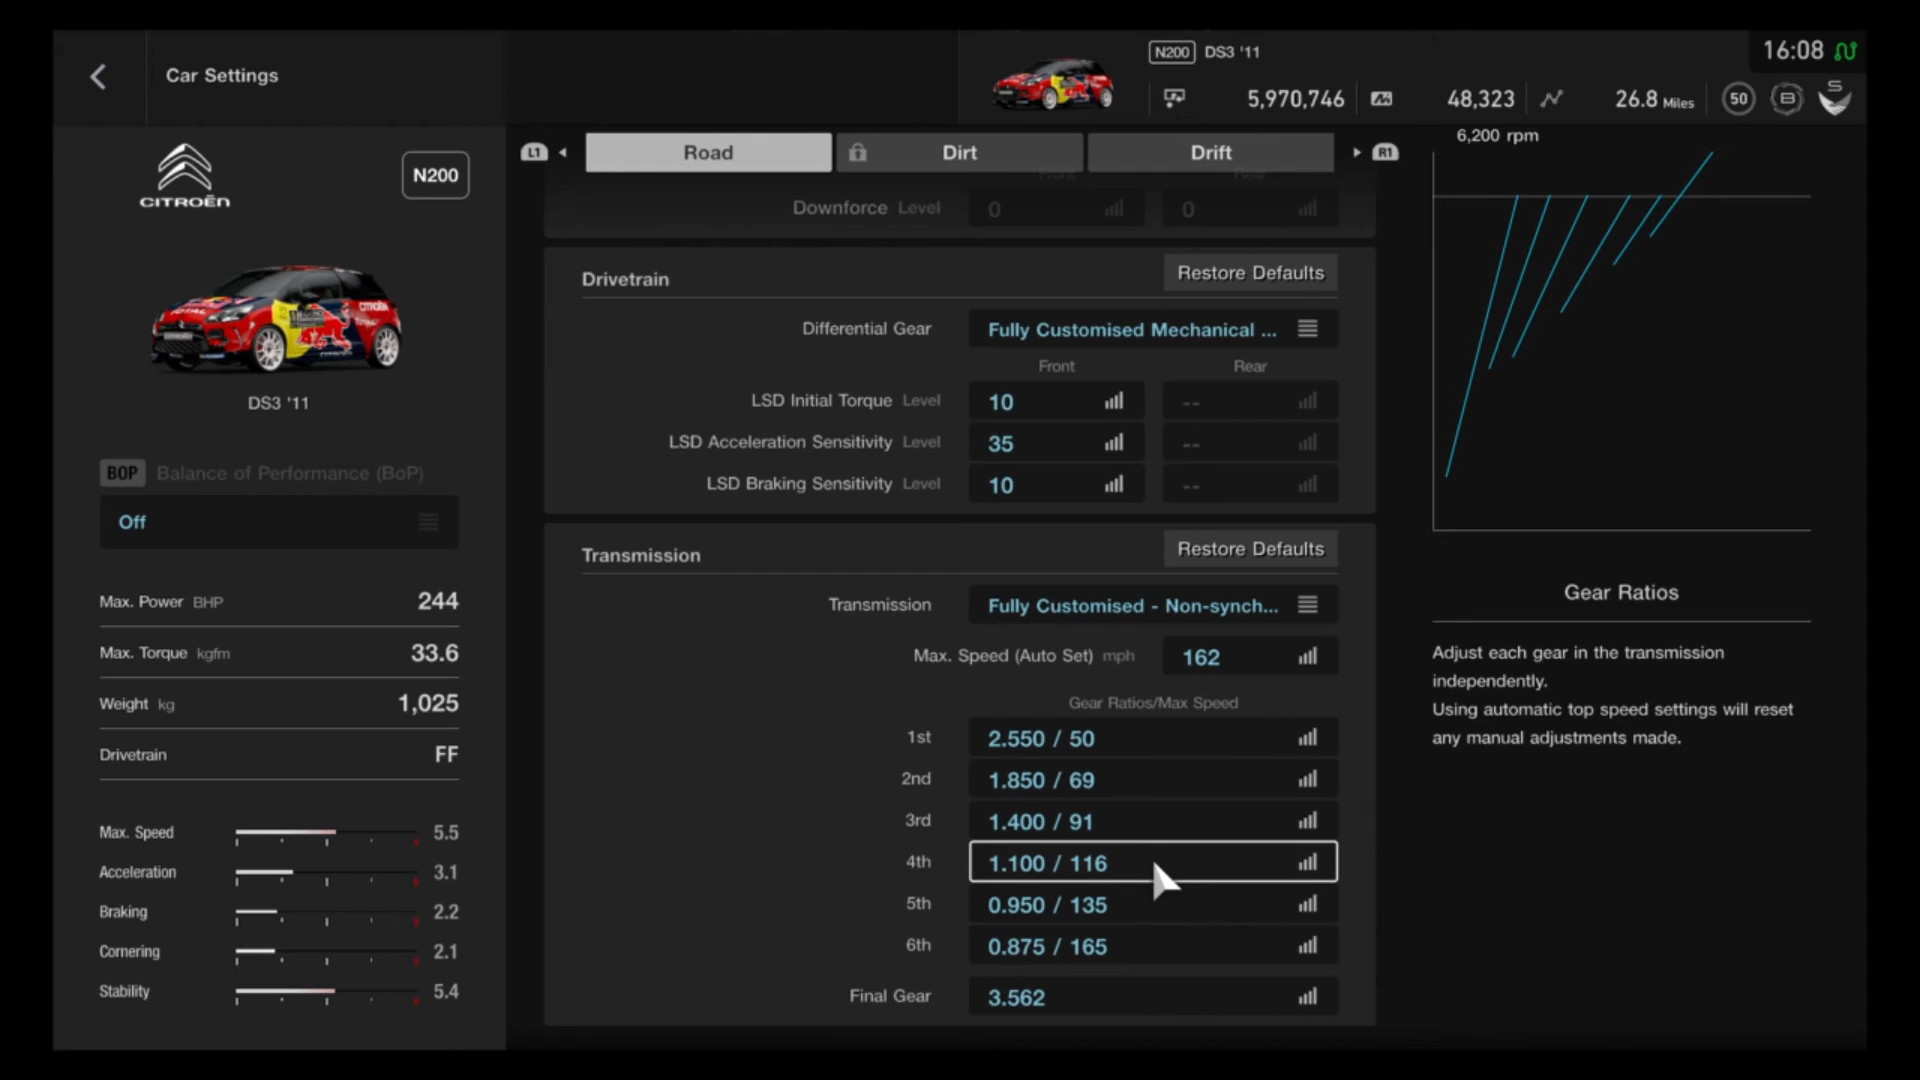 Car Settings
N200 DS3 '11
16:08
5,970,746 48,323 26.8 Miles 50 B S
CITROËN
N200
DS3 '11
BOP Balance of Performance (BoP)
Off
Max. Power BHP 244
Max. Torque kgfm 33.6
Weight kg 1,025
Drivetrain FF
Max. Speed 5.5
Acceleration 3.1
Braking 2.2
Cornering 2.1
Stability 5.4
L1 Road Dirt Drift R1
Front Rear
Downforce Level 0 0
Drivetrain Restore Defaults
Differential Gear Fully Customised Mechanical ...
Front Rear
LSD Initial Torque Level 10 --
LSD Acceleration Sensitivity Level 35 --
LSD Braking Sensitivity Level 10 --
Transmission Restore Defaults
Transmission Fully Customised - Non-synch...
Max. Speed (Auto Set) mph 162
Gear Ratios/Max Speed
1st 2.550 / 50
2nd 1.850 / 69
3rd 1.400 / 91
4th 1.100 / 116
5th 0.950 / 135
6th 0.875 / 165
Final Gear 3.562
6,200 rpm
Gear Ratios
Adjust each gear in the transmission
independently.
Using automatic top speed settings will reset
any manual adjustments made.